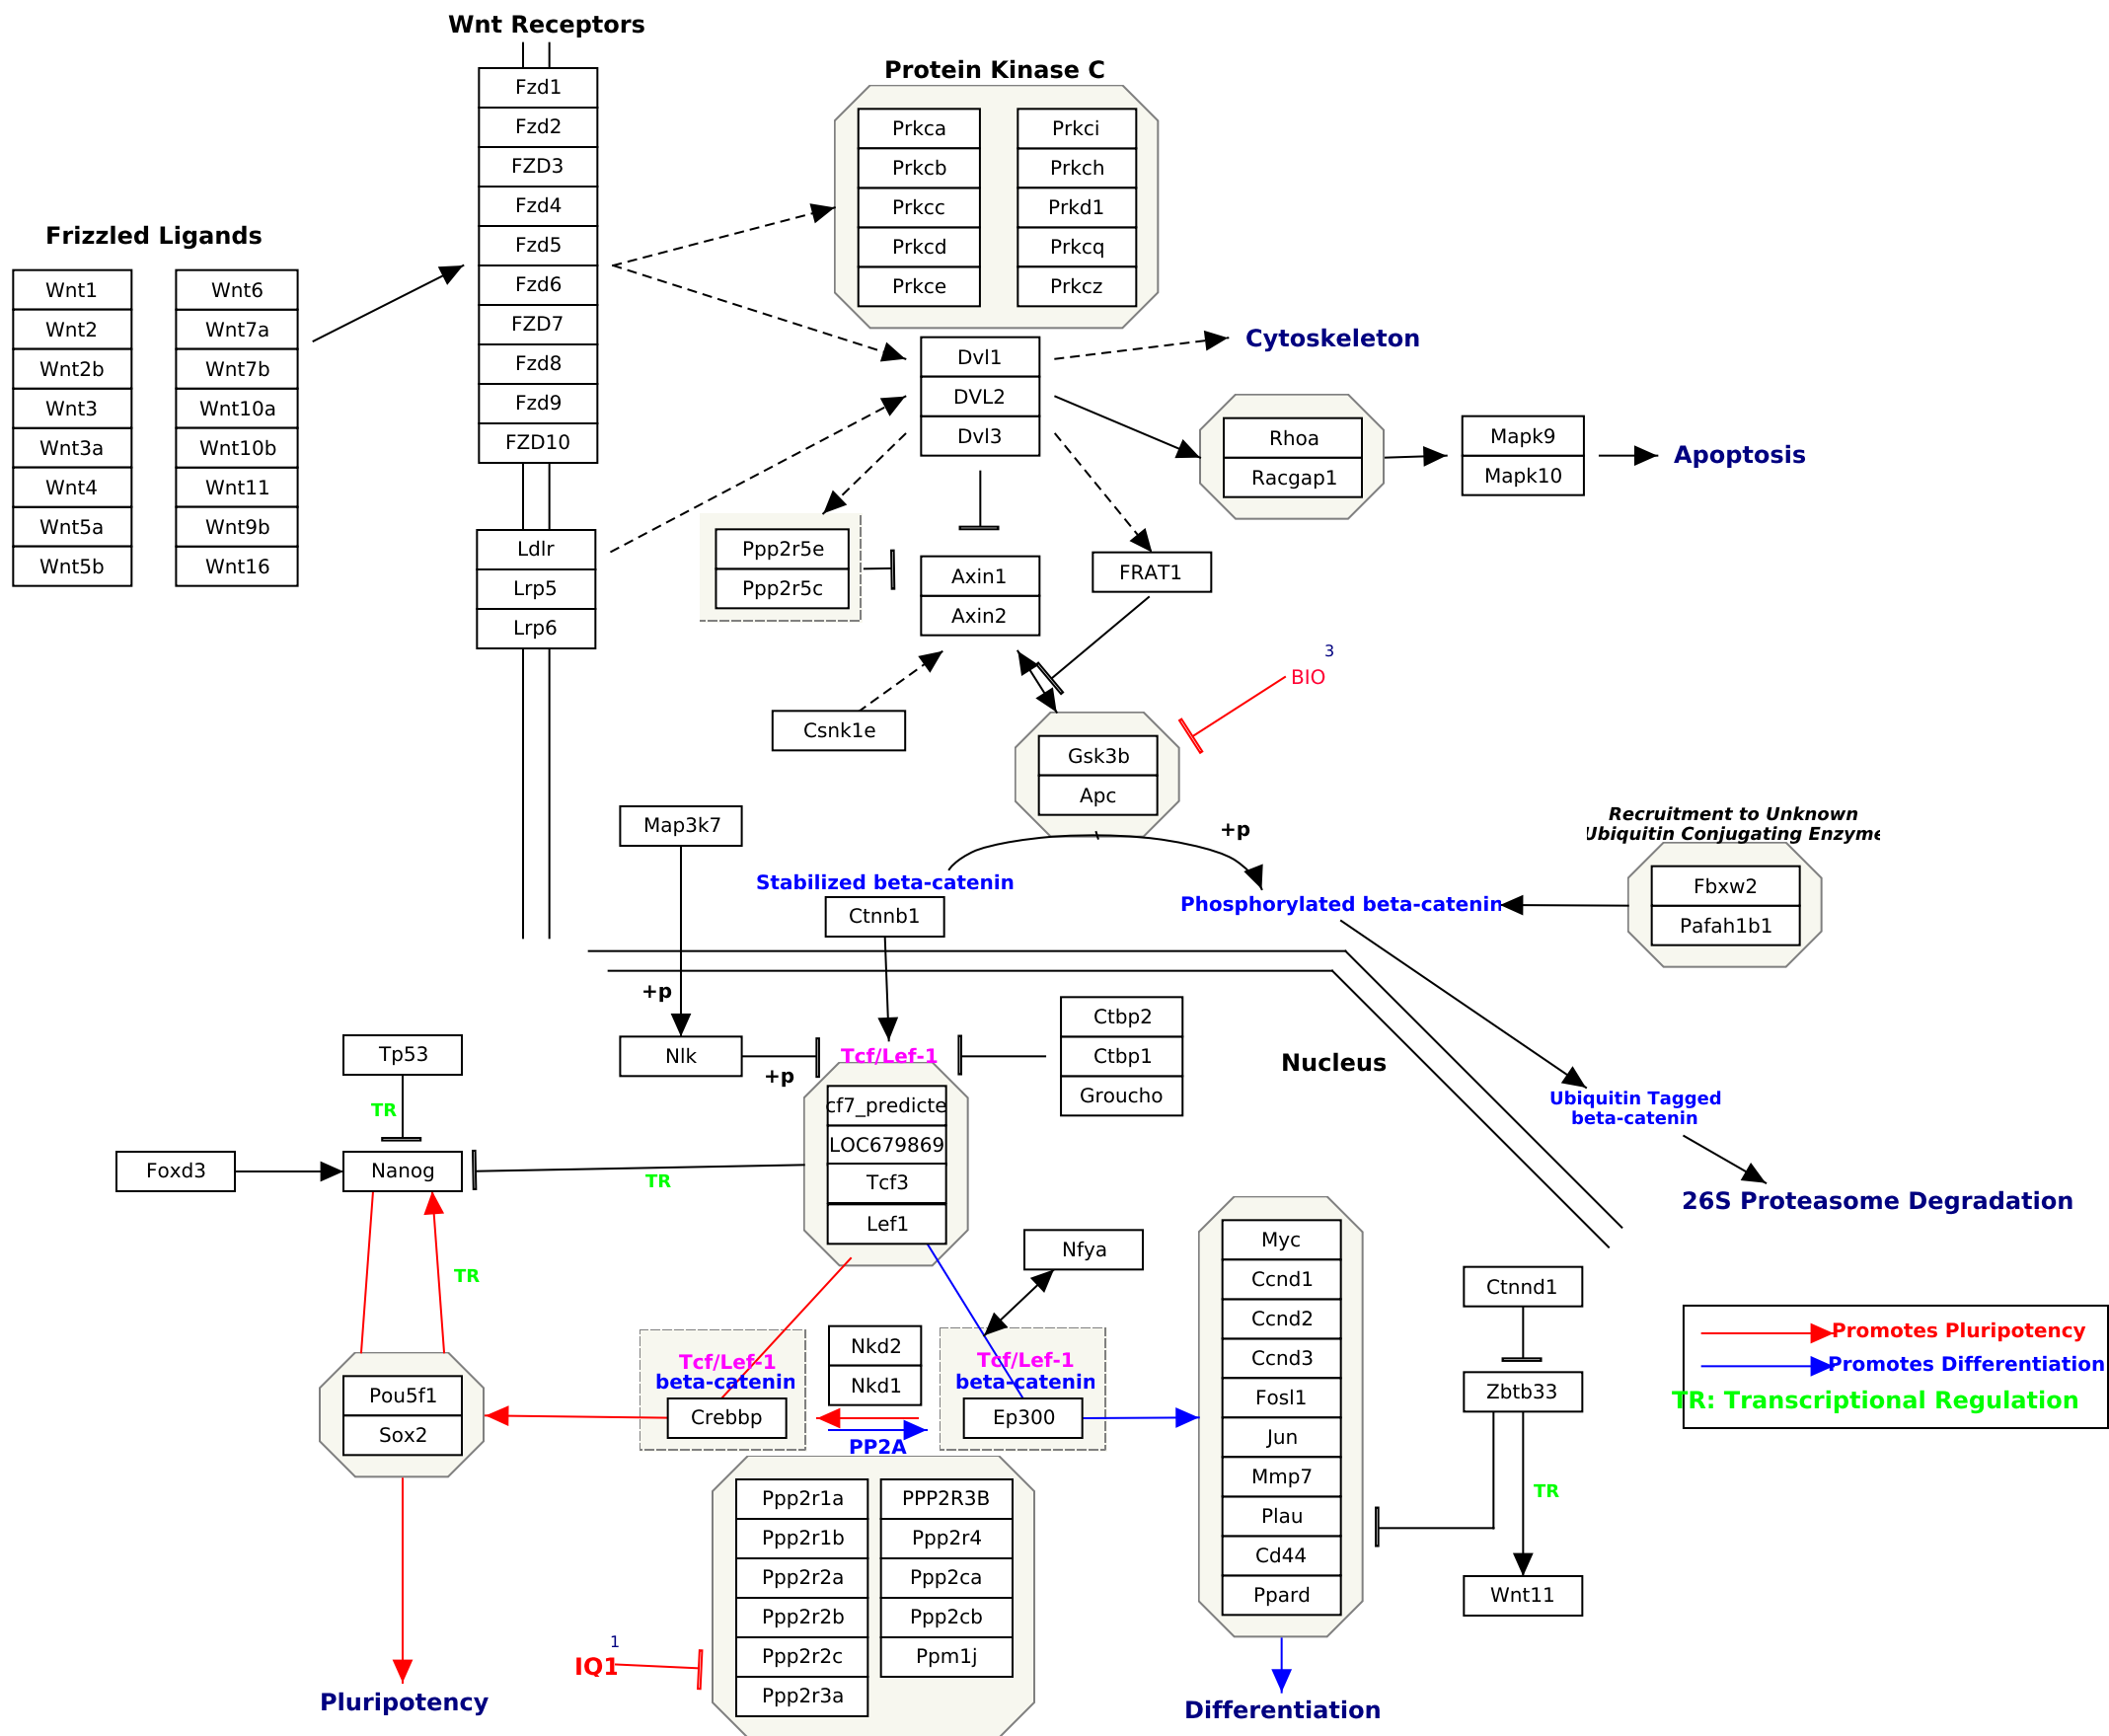 Wnt Receptors
Fzd1
Fzd2
FZD3
Fzd4
Fzd5
Fzd6
FZD7
Fzd8
Fzd9
FZD10
Ldlr
Lrp5
Lrp6
Frizzled Ligands
Wnt1
Wnt2
Wnt2b
Wnt3
Wnt3a
Wnt4
Wnt5a
Wnt5b
Wnt6
Wnt7a
Wnt7b
Wnt10a
Wnt10b
Wnt11
Wnt9b
Wnt16
Protein Kinase C
Prkca
Prkcb
Prkcc
Prkcd
Prkce
Prkci
Prkch
Prkd1
Prkcq
Prkcz
Dvl1
DVL2
Dvl3
Cytoskeleton
Rhoa
Racgap1
Mapk9
Mapk10
Apoptosis
Ppp2r5e
Ppp2r5c
Axin1
Axin2
FRAT1
3
BIO
Csnk1e
Gsk3b
Apc
Map3k7
+p
Stabilized beta-catenin
Ctnnb1
Phosphorylated beta-catenin
Recruitment to Unknown
Ubiquitin Conjugating Enzyme
Fbxw2
Pafah1b1
+p
Nlk
+p
Tcf/Lef-1
cf7_predicte
LOC679869
Tcf3
Lef1
Ctbp2
Ctbp1
Groucho
Nucleus
Ubiquitin Tagged
beta-catenin
26S Proteasome Degradation
Tp53
TR
Foxd3
Nanog
TR
TR
Pou5f1
Sox2
Pluripotency
Tcf/Lef-1
beta-catenin
Crebbp
Nkd2
Nkd1
PP2A
Nfya
Tcf/Lef-1
beta-catenin
Ep300
Ppp2r1a
Ppp2r1b
Ppp2r2a
Ppp2r2b
Ppp2r2c
Ppp2r3a
PPP2R3B
Ppp2r4
Ppp2ca
Ppp2cb
Ppm1j
1
IQ1
Myc
Ccnd1
Ccnd2
Ccnd3
Fosl1
Jun
Mmp7
Plau
Cd44
Ppard
Differentiation
Ctnnd1
Zbtb33
TR
Wnt11
Promotes Pluripotency
Promotes Differentiation
TR: Transcriptional Regulation